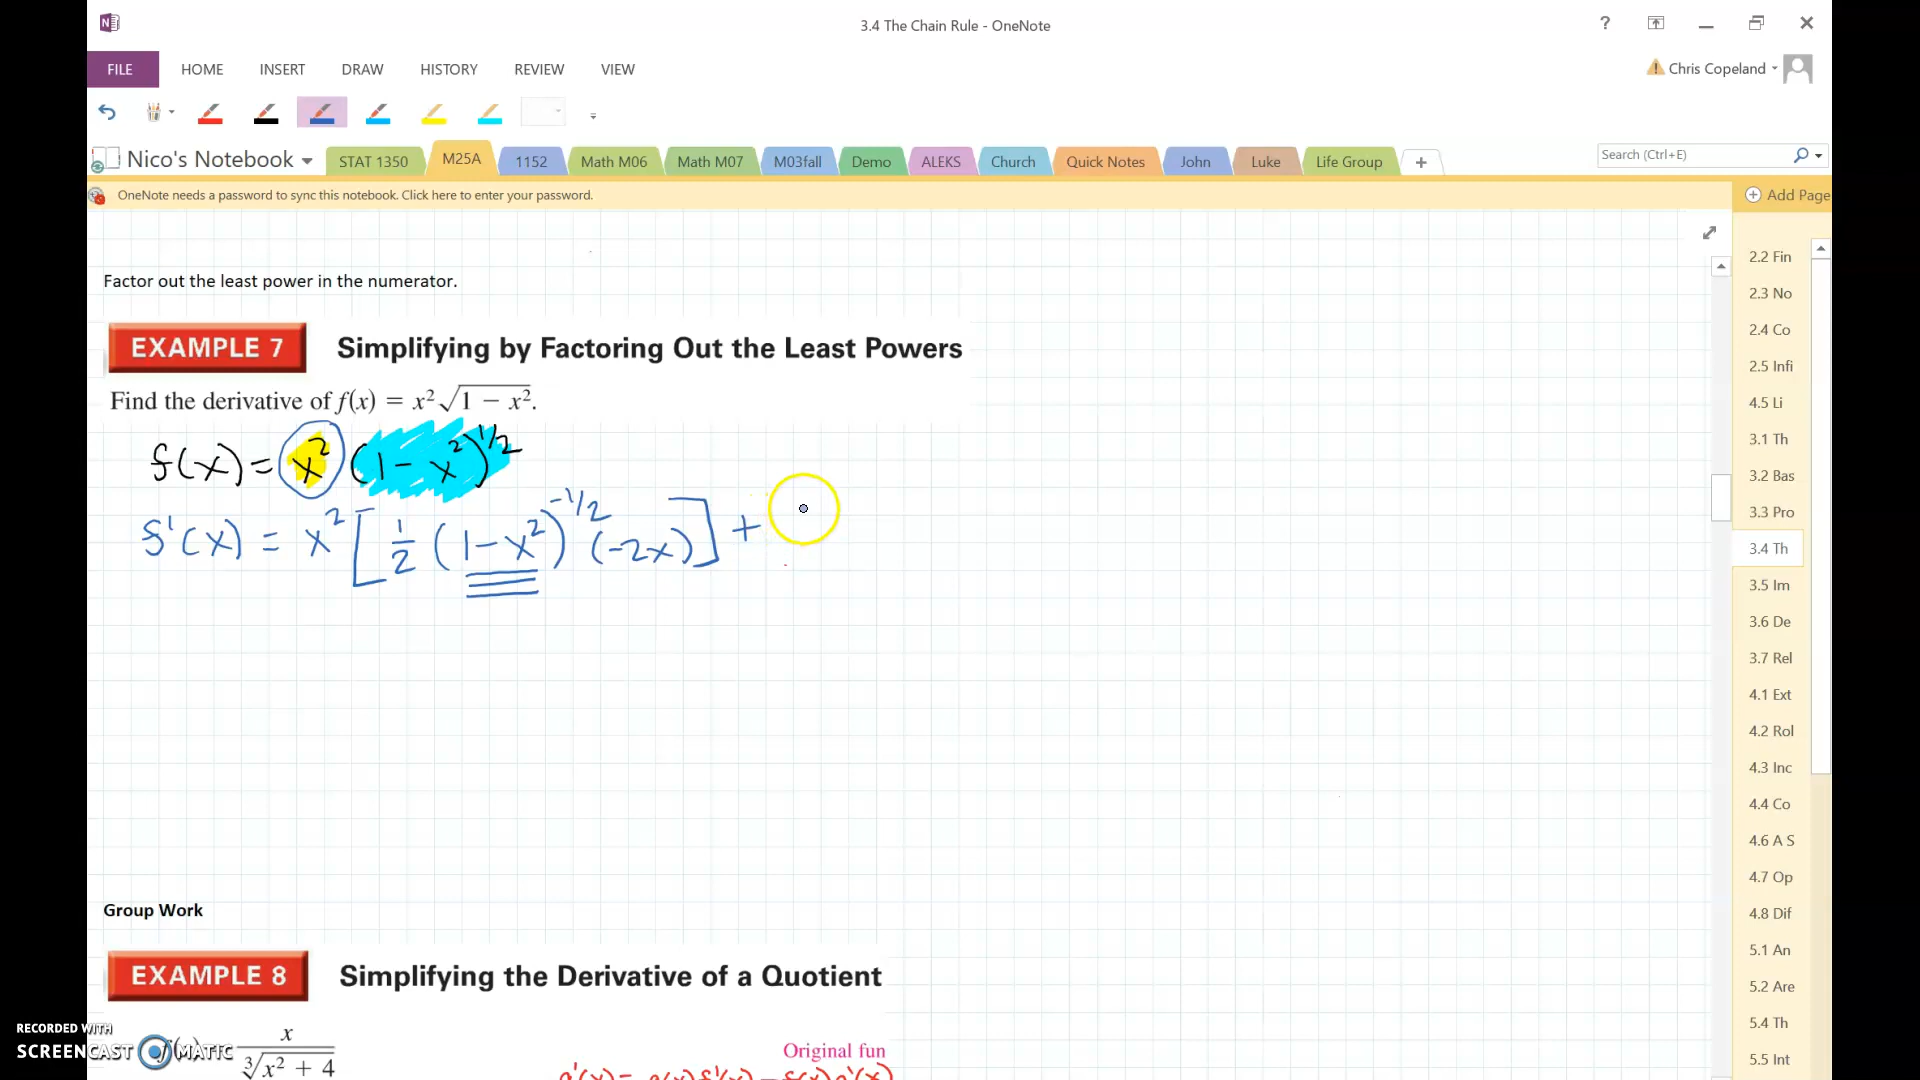 3.4 The Chain Rule - OneNote
?
FILE HOME INSERT DRAW HISTORY REVIEW VIEW
Chris Copeland
Nico's Notebook STAT 1350 M25A 1152 Math M06 Math M07 M03fall Demo ALEKS Church Quick Notes John Luke Life Group
Search (Ctrl+E)
OneNote needs a password to sync this notebook. Click here to enter your password.
Add Page
Factor out the least power in the numerator.
EXAMPLE 7 Simplifying by Factoring Out the Least Powers
Find the derivative of f(x) = x² √(1 − x²).
f(x) = x² (1 − x²)^1/2
f'(x) = x² [ 1/2 (1 − x²)^-1/2 (-2x) ] +
Group Work
EXAMPLE 8 Simplifying the Derivative of a Quotient
x / ∛(x² + 4)
Original fun
RECORDED WITH
SCREENCAST MATIC
2.2 Fin
2.3 No
2.4 Co
2.5 Infi
4.5 Li
3.1 Th
3.2 Bas
3.3 Pro
3.4 Th
3.5 Im
3.6 De
3.7 Rel
4.1 Ext
4.2 Rol
4.3 Inc
4.4 Co
4.6 A S
4.7 Op
4.8 Dif
5.1 An
5.2 Are
5.4 Th
5.5 Int